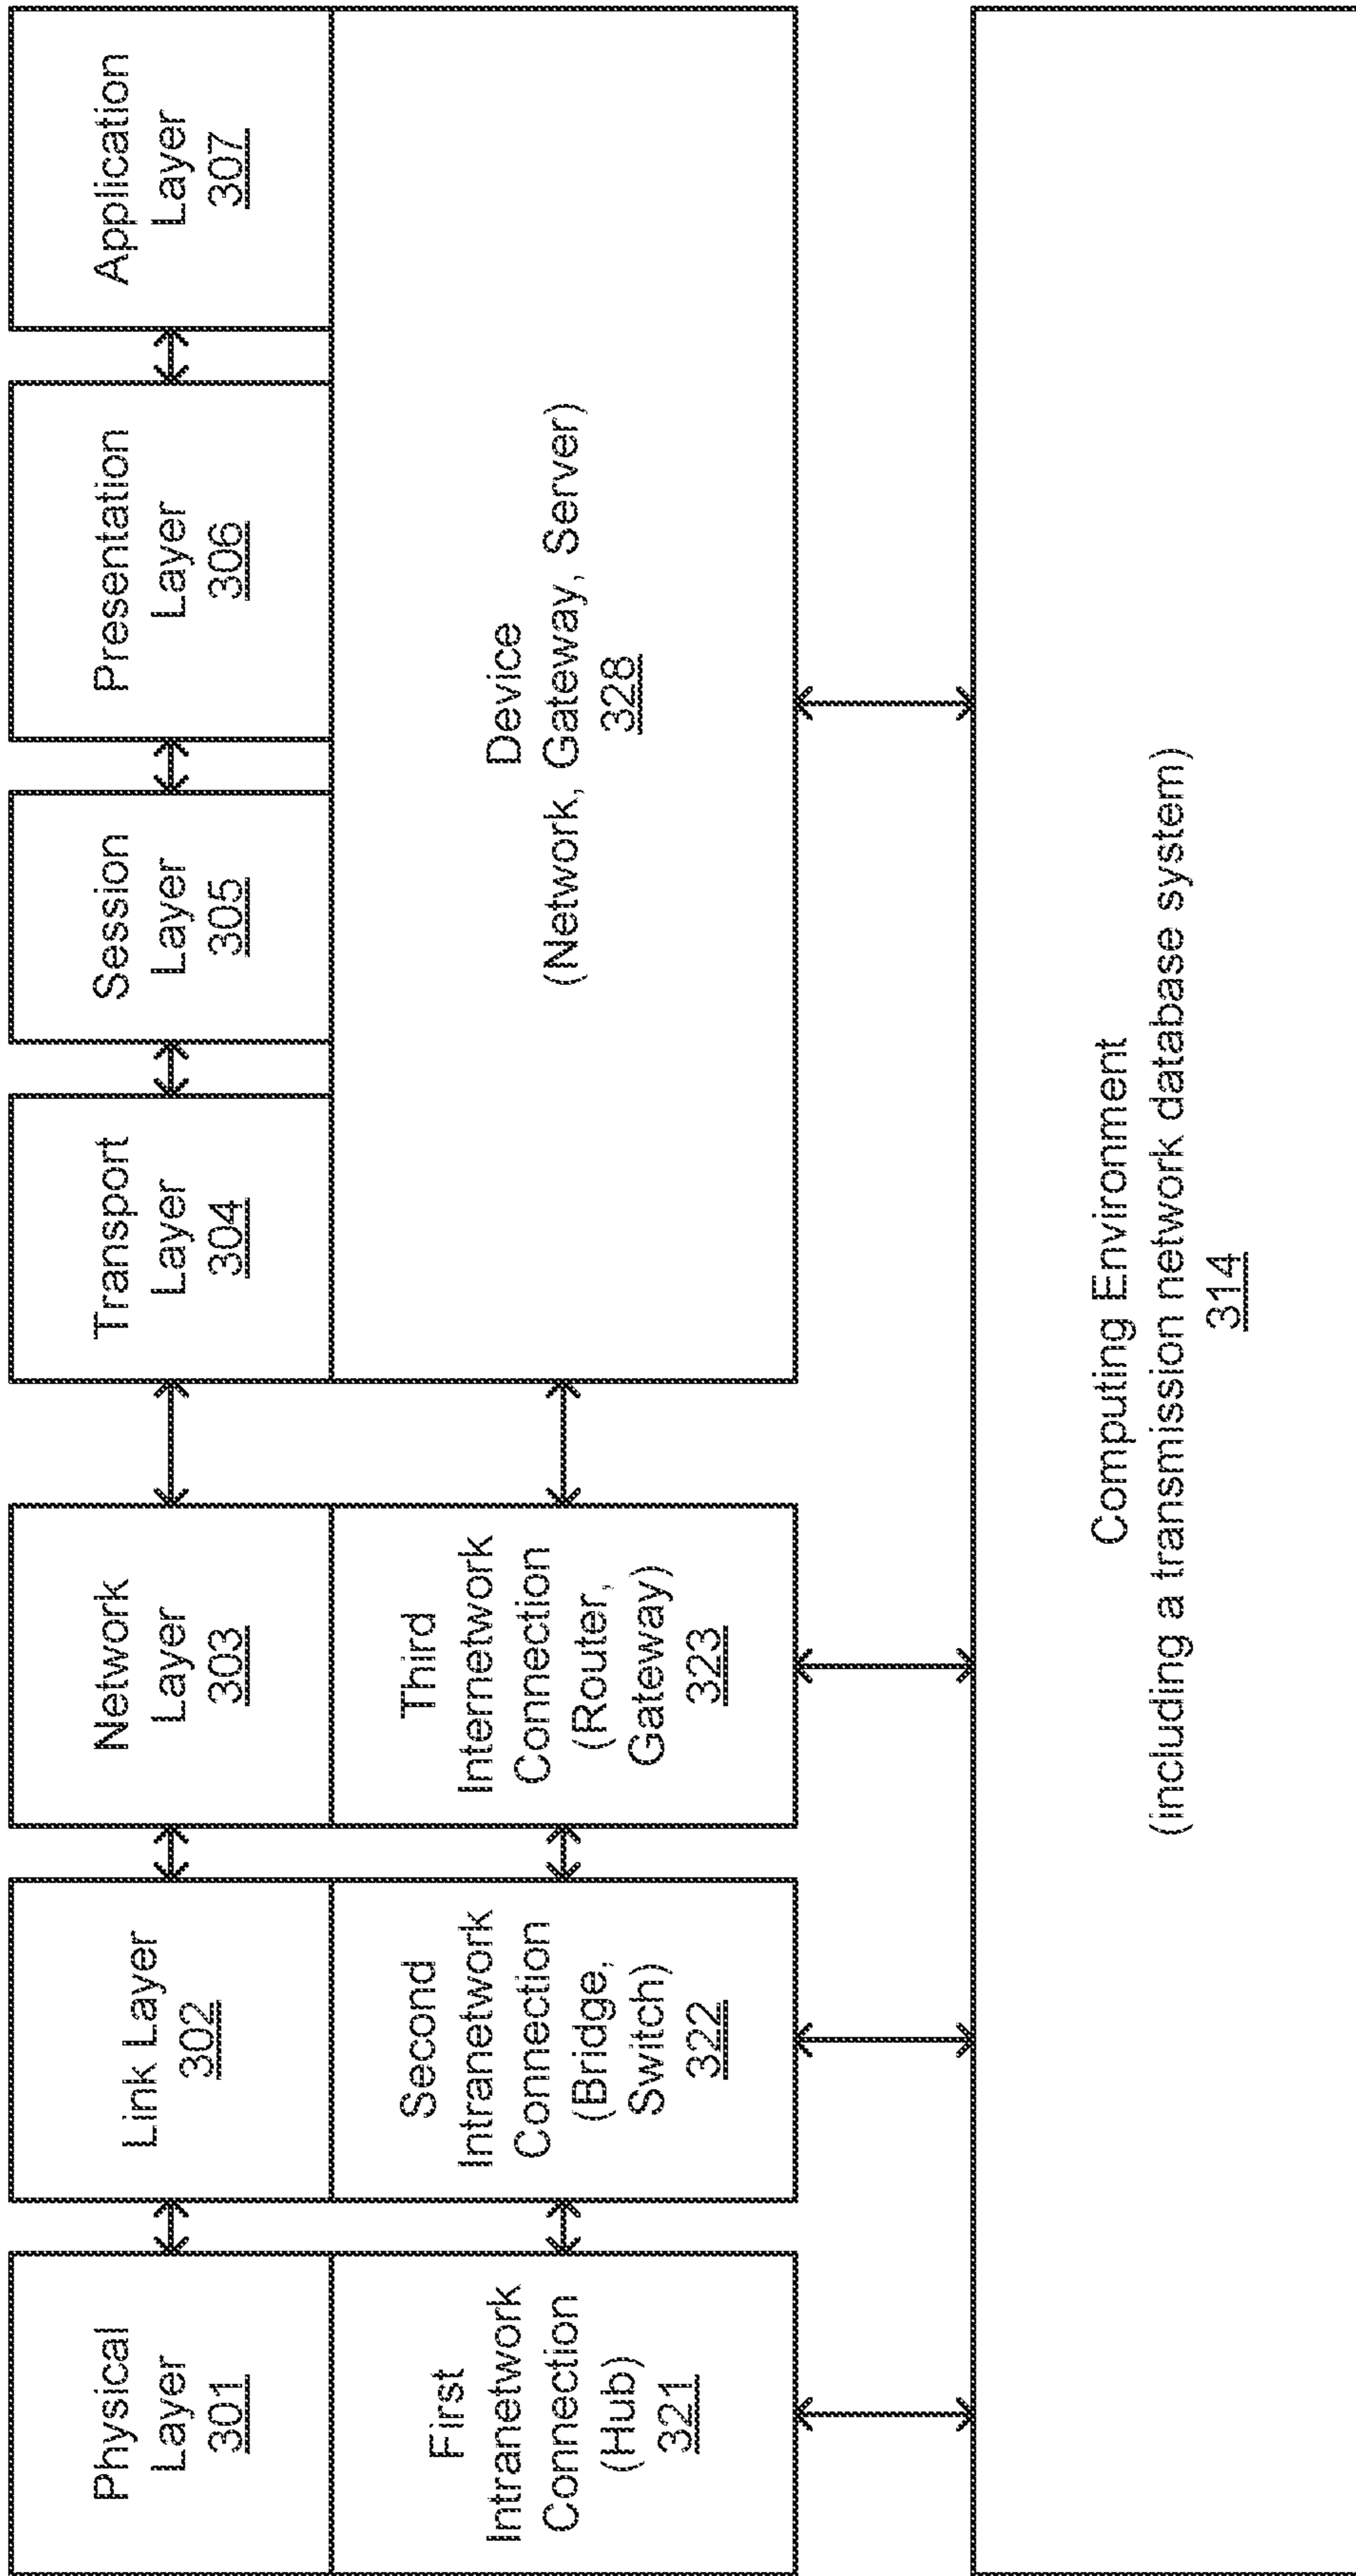 Physical
Layer
301
Link Layer
302
Network
Layer
303
Transport
Layer
304
Session
Layer
305
Presentation
Layer
306
Application
Layer
307
First
Intranetwork
Connection
(Hub)
321
Second
Intranetwork
Connection
(Bridge,
Switch)
322
Third
Internetwork
Connection
(Router,
Gateway)
323
Device
(Network, Gateway, Server)
328
Computing Environment
(including a transmission network database system)
314